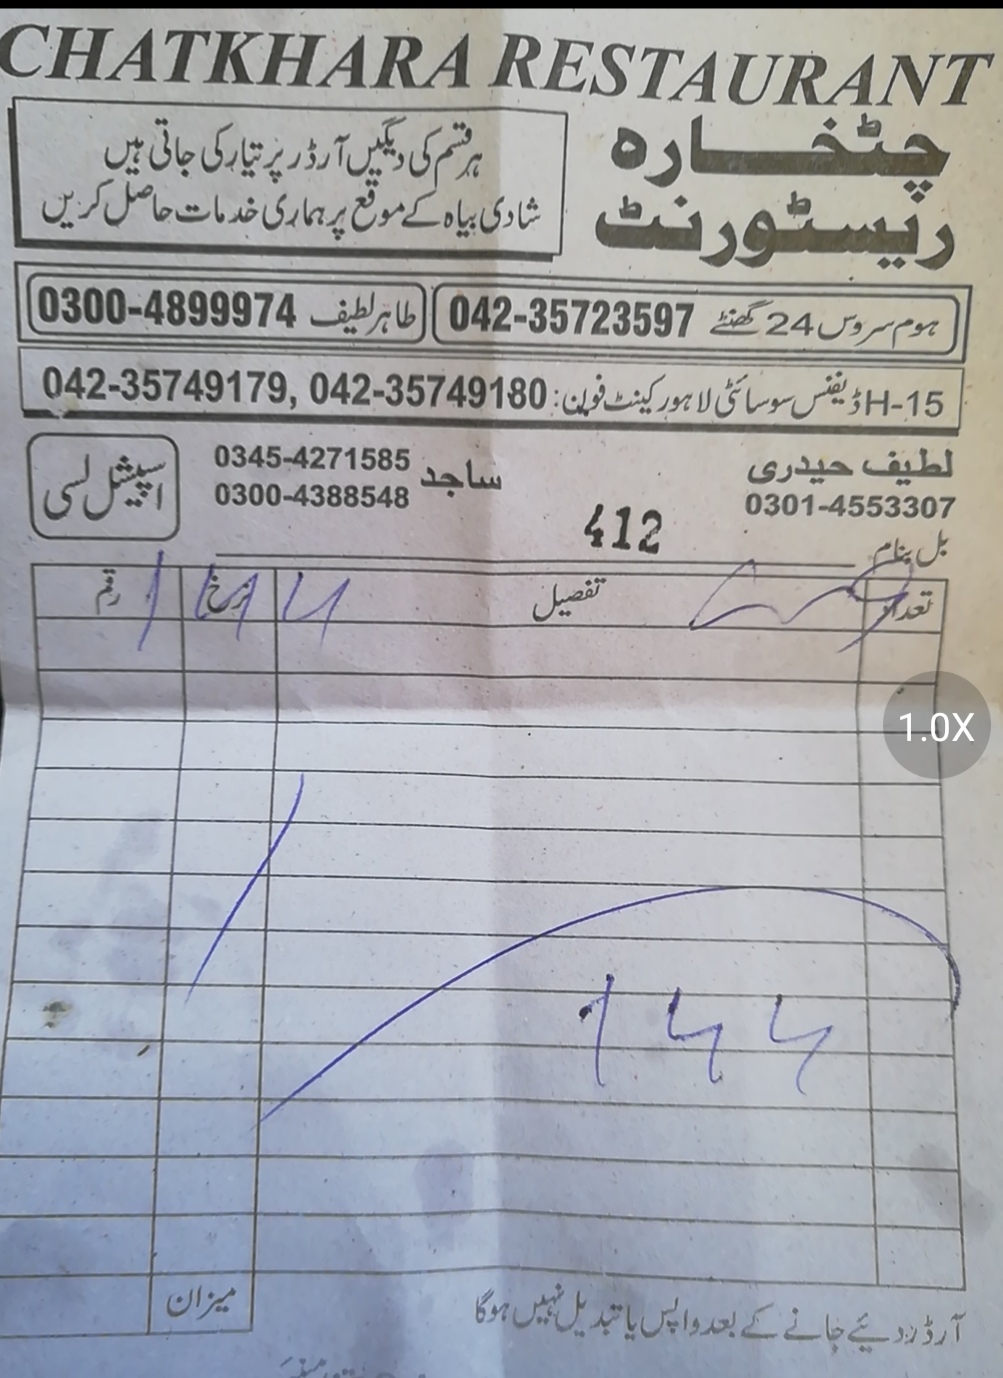 CHATKHARA RESTAURANT
چٹخارہ
ریسٹورنٹ
ہر قسم کی دیگیں آرڈر پر تیار کی جاتی ہیں
شادی بیاہ کے موقع پر ہماری خدمات حاصل کریں
ہوم سروس 24 گھنٹے 042-35723597
طاہر لطیف 0300-4899974
H-15 ڈیفنس سوسائٹی لاہور کینٹ فون: 042-35749179, 042-35749180
لطیف حیدری
0301-4553307
ساجد
0345-4271585
0300-4388548
اسپیشل لسی
412
بل بنام
تعداد تفصیل نرخ رقم
میزان
آرڈر دئیے جانے کے بعد واپس یا تبدیل نہیں ہوگا
1.0X